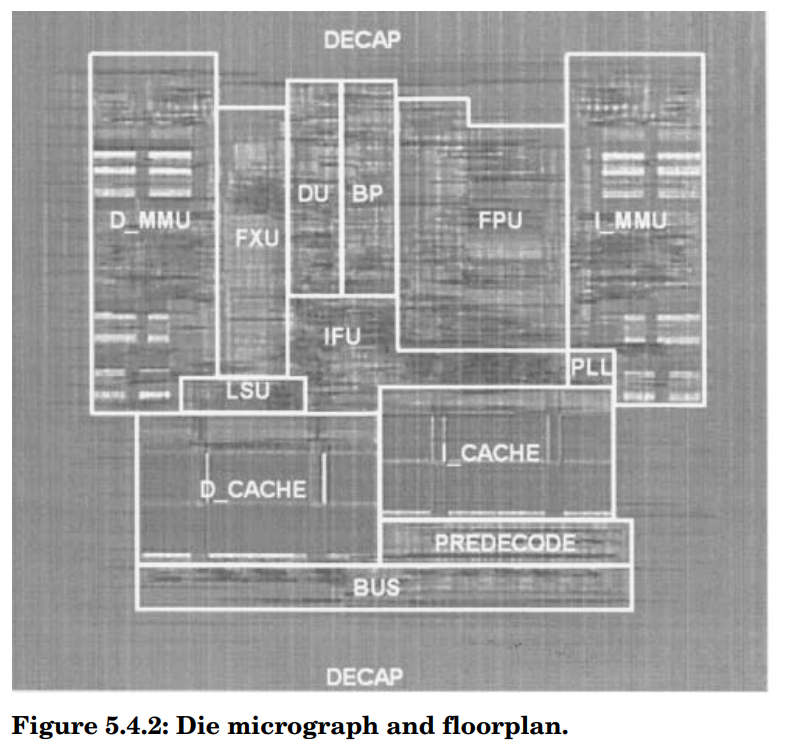 DECAP
D_MMU
FXU
DU
BP
FPU
I_MMU
IFU
PLL
LSU
I_CACHE
D_CACHE
PREDECODE
BUS
DECAP
Figure 5.4.2: Die micrograph and floorplan.